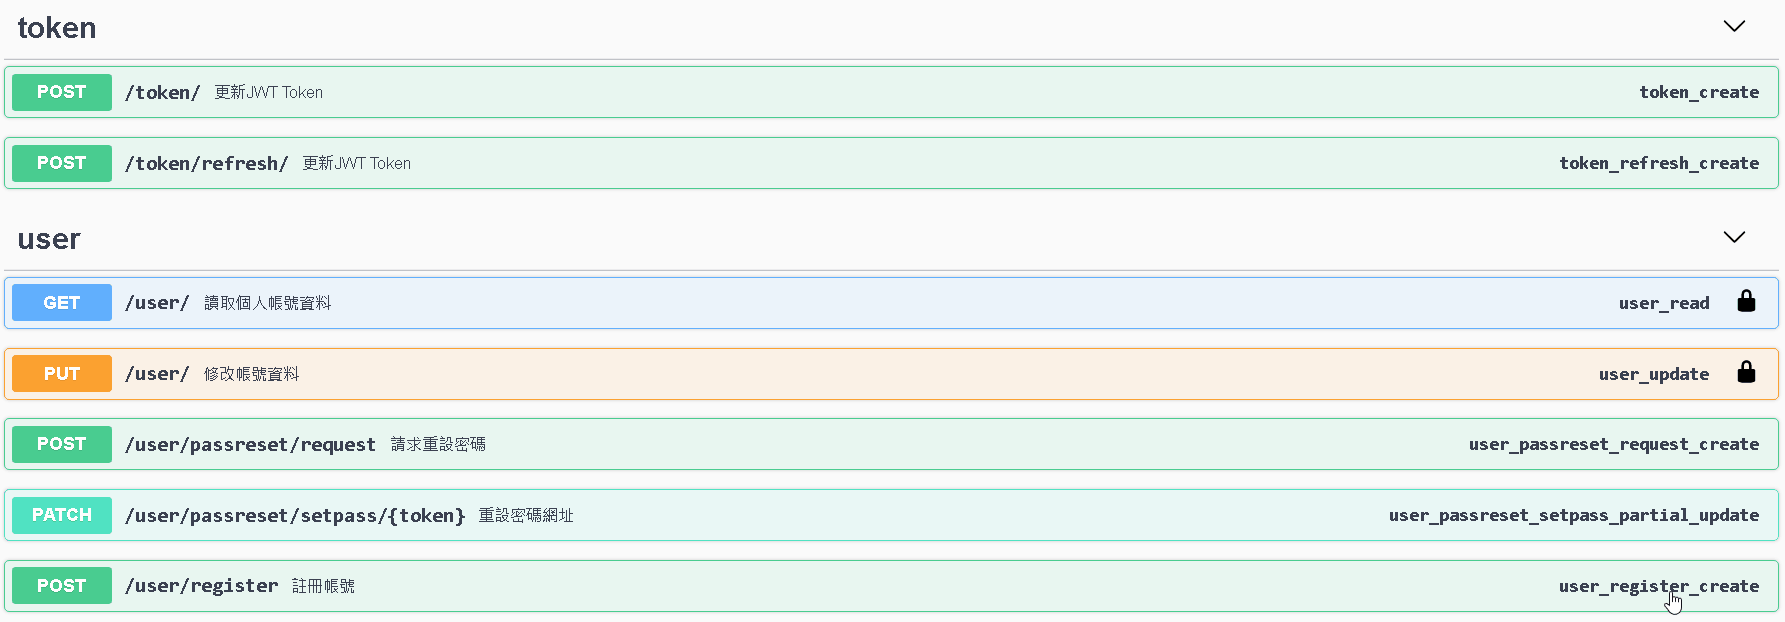 token
POST /token/ 更新JWT Token token_create
POST /token/refresh/ 更新JWT Token token_refresh_create
user
GET /user/ 讀取個人帳號資料 user_read
PUT /user/ 修改帳號資料 user_update
POST /user/passreset/request 請求重設密碼 user_passreset_request_create
PATCH /user/passreset/setpass/{token} 重設密碼網址 user_passreset_setpass_partial_update
POST /user/register 註冊帳號 user_register_create